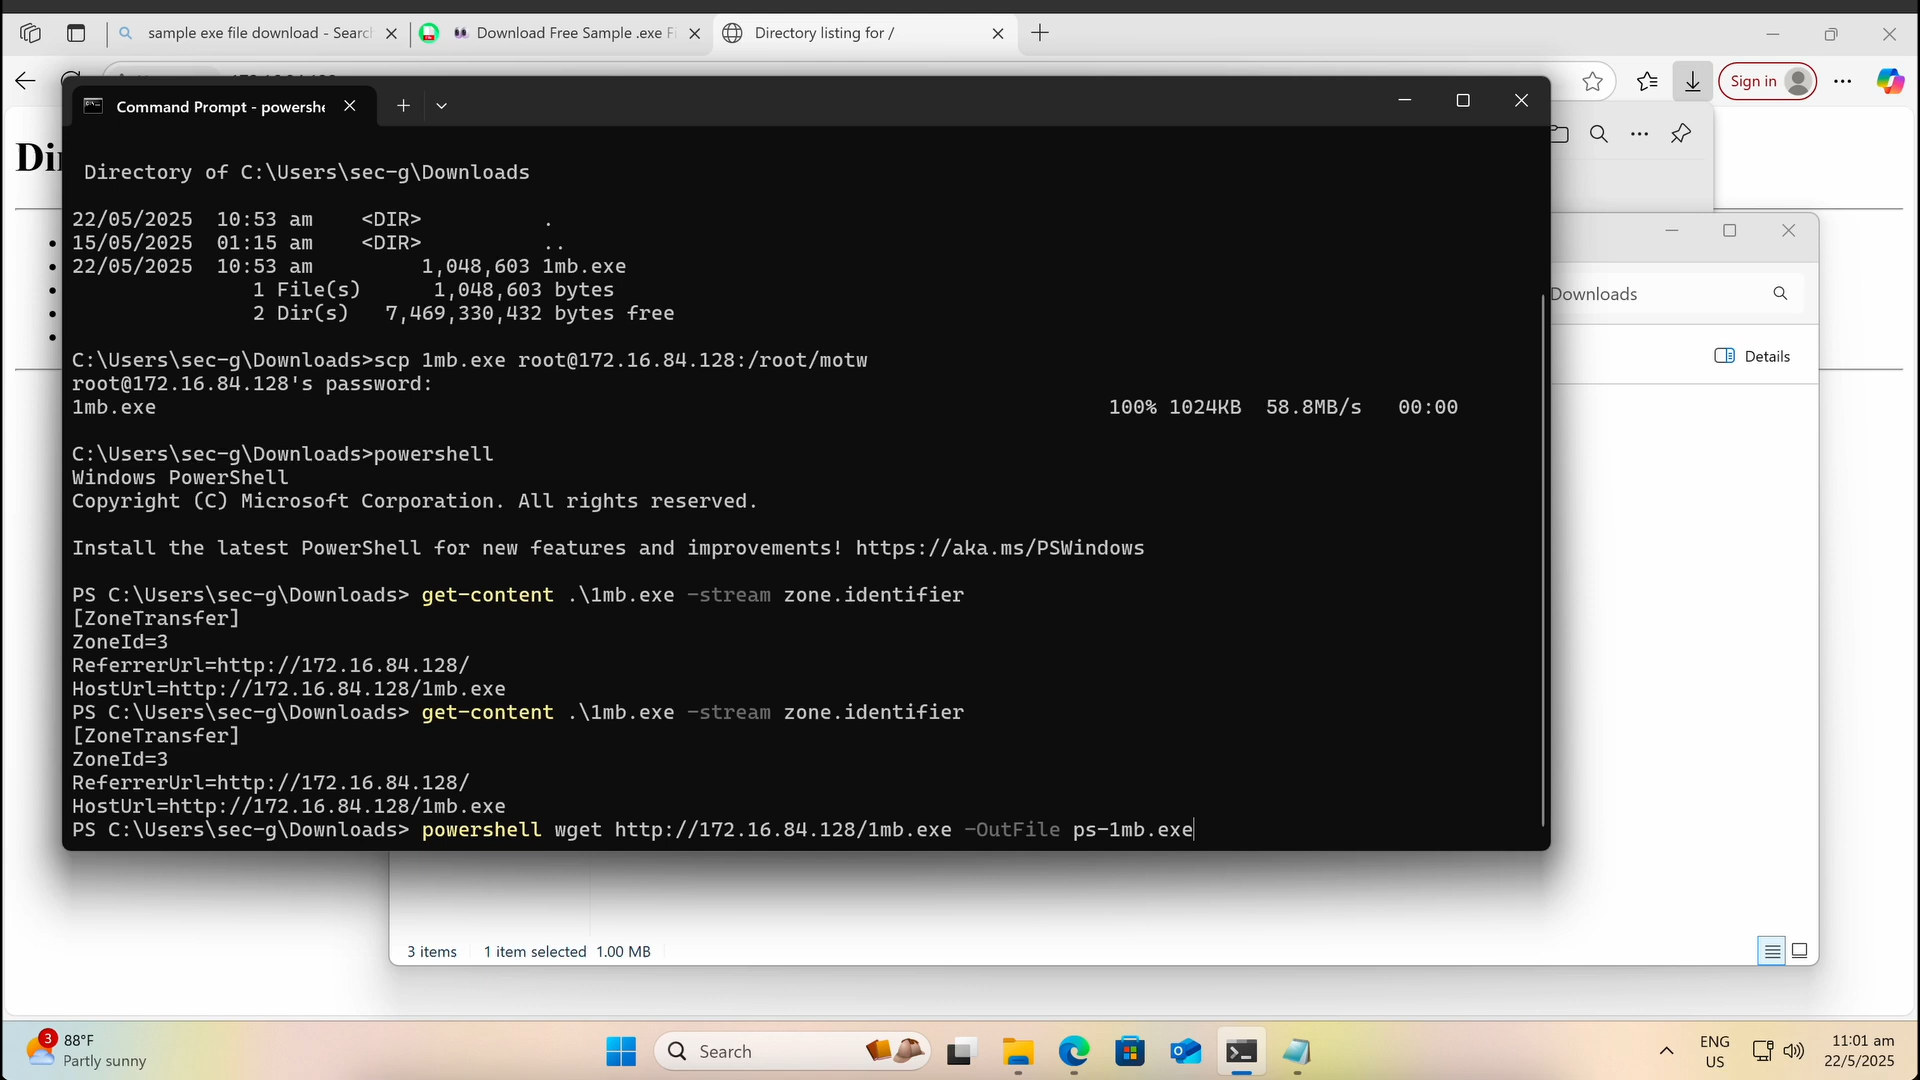 sample exe file download - Searc
Download Free Sample .exe Fi
Directory listing for /
Sign in
Command Prompt - powershe
Dir
Directory of C:\Users\sec-g\Downloads
22/05/2025  10:53 am    <DIR>          .
15/05/2025  01:15 am    <DIR>          ..
22/05/2025  10:53 am         1,048,603 1mb.exe
1 File(s)      1,048,603 bytes
2 Dir(s)   7,469,330,432 bytes free
C:\Users\sec-g\Downloads>scp 1mb.exe root@172.16.84.128:/root/motw
root@172.16.84.128's password:
1mb.exe    100% 1024KB  58.8MB/s   00:00
C:\Users\sec-g\Downloads>powershell
Windows PowerShell
Copyright (C) Microsoft Corporation. All rights reserved.
Install the latest PowerShell for new features and improvements! https://aka.ms/PSWindows
PS C:\Users\sec-g\Downloads> get-content .\1mb.exe -stream zone.identifier
[ZoneTransfer]
ZoneId=3
ReferrerUrl=http://172.16.84.128/
HostUrl=http://172.16.84.128/1mb.exe
PS C:\Users\sec-g\Downloads> get-content .\1mb.exe -stream zone.identifier
[ZoneTransfer]
ZoneId=3
ReferrerUrl=http://172.16.84.128/
HostUrl=http://172.16.84.128/1mb.exe
PS C:\Users\sec-g\Downloads> powershell wget http://172.16.84.128/1mb.exe -OutFile ps-1mb.exe
Downloads
Details
3 items  1 item selected  1.00 MB
3
88°F
Partly sunny
Search
ENG
US
11:01 am
22/5/2025